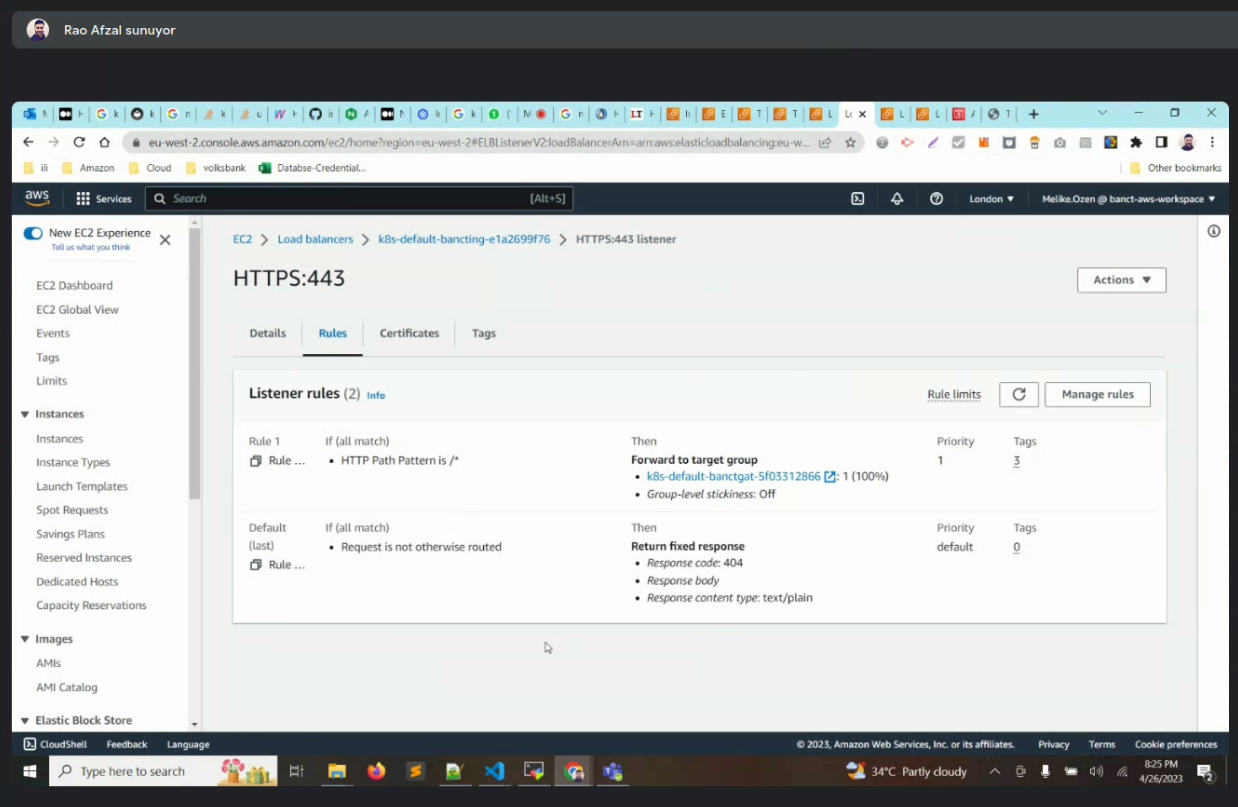 Rao Afzal sunuyor
eu-west-2.console.aws.amazon.com/ec2/home?region=eu-west-2#ELBListenerV2:loadBalancerArn=arn:aws:elasticloadbalancing:eu-w...
ili
Amazon
Cloud
volksbank
Databse-Credential...
Other bookmarks
aws
Services
Search
[Alt+S]
London
Melike.Ozen @ banct-aws-workspace
New EC2 Experience
Tell us what you think
EC2 Dashboard
EC2 Global View
Events
Tags
Limits
Instances
Instances
Instance Types
Launch Templates
Spot Requests
Savings Plans
Reserved Instances
Dedicated Hosts
Capacity Reservations
Images
AMIs
AMI Catalog
Elastic Block Store
EC2 > Load balancers > k8s-default-bancting-e1a2699f76 > HTTPS:443 listener
HTTPS:443
Actions
Details
Rules
Certificates
Tags
Listener rules (2) Info
Rule limits
Manage rules
Rule 1
Rule ...
If (all match)
• HTTP Path Pattern is /*
Then
Forward to target group
• k8s-default-banctgat-5f03312866 : 1 (100%)
• Group-level stickiness: Off
Priority
1
Tags
3
Default
(last)
Rule ...
If (all match)
• Request is not otherwise routed
Then
Return fixed response
• Response code: 404
• Response body
• Response content type: text/plain
Priority
default
Tags
0
CloudShell
Feedback
Language
© 2023, Amazon Web Services, Inc. or its affiliates.
Privacy
Terms
Cookie preferences
Type here to search
34°C Partly cloudy
8:25 PM
4/26/2023
2